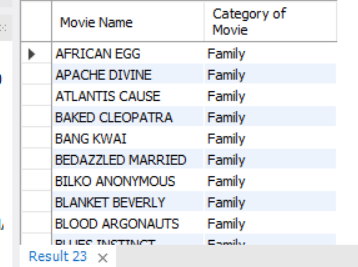 Movie Name Category of
Movie
AFRICAN EGG Family
APACHE DIVINE Family
ATLANTIS CAUSE Family
BAKED CLEOPATRA Family
BANG KWAI Family
BEDAZZLED MARRIED Family
BILKO ANONYMOUS Family
BLANKET BEVERLY Family
BLOOD ARGONAUTS Family
BLUES INSTINCT Family
Result 23 ×